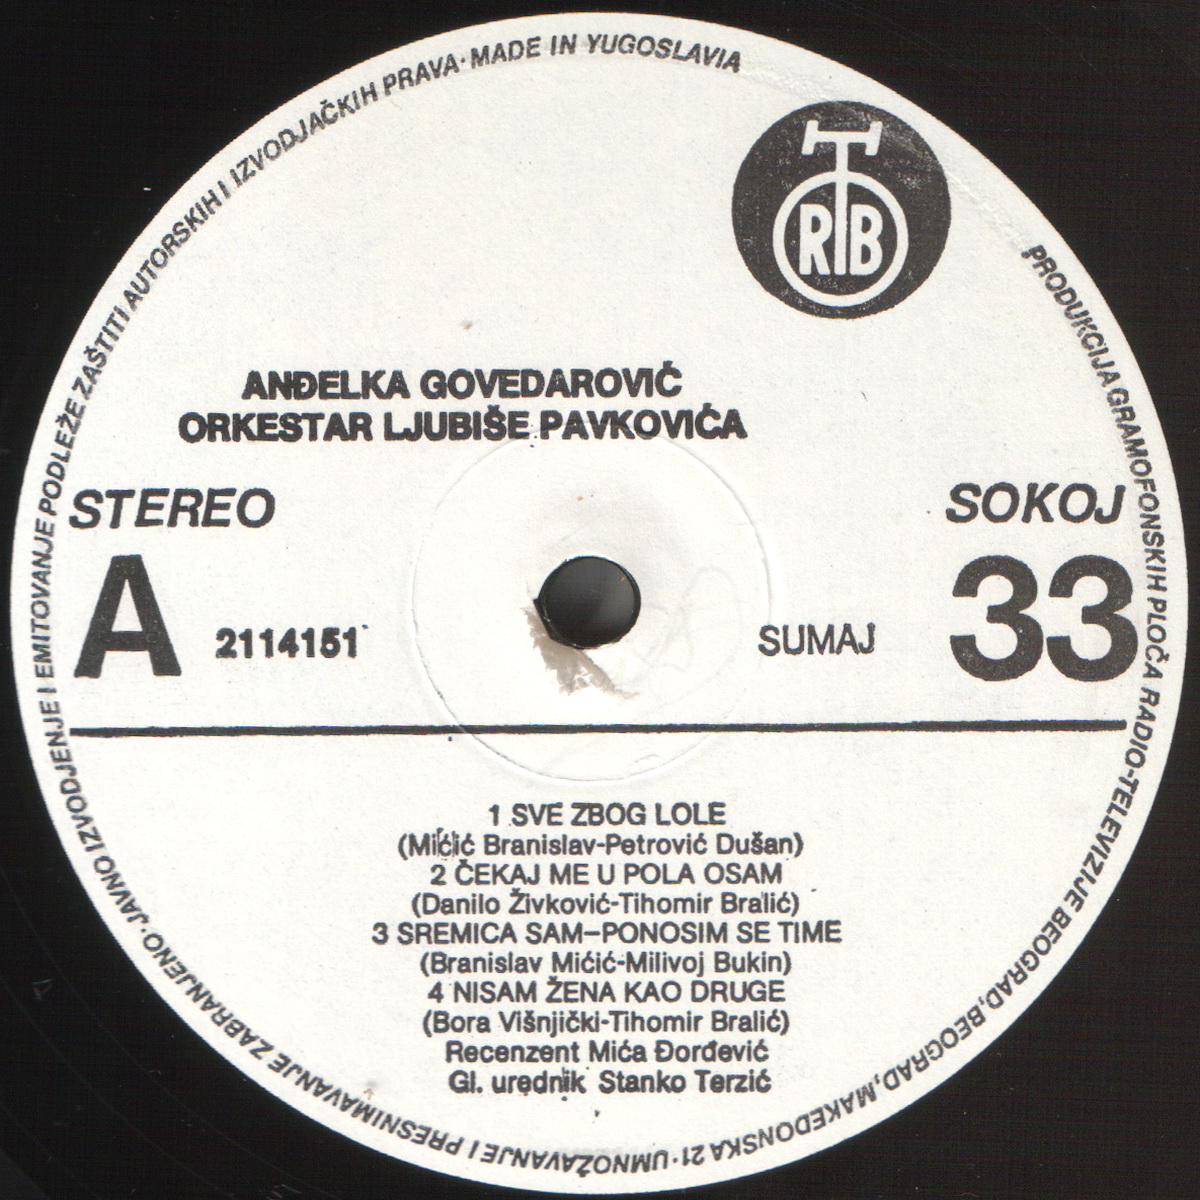 PRODUKCIJA GRAMOFONSKIH PLOČA RADIO-TELEVIZIJE BEOGRAD, BEOGRAD, MAKEDONSKA 21 · UMNOŽAVANJE I PRESNIMAVANJE ZABRANJENO · JAVNO IZVODJENJE I EMITOVANJE PODLEŽE ZAŠTITI AUTORSKIH I IZVODJAČKIH PRAVA · MADE IN YUGOSLAVIA
RTB
ANĐELKA GOVEDAROVIĆ
ORKESTAR LJUBIŠE PAVKOVIĆA
STEREO
SOKOJ
A
2114151
SUMAJ
33
1 SVE ZBOG LOLE
(Mićić Branislav-Petrović Dušan)
2 ČEKAJ ME U POLA OSAM
(Danilo Živković-Tihomir Bralić)
3 SREMICA SAM–PONOSIM SE TIME
(Branislav Mićić-Milivoj Bukin)
4 NISAM ŽENA KAO DRUGE
(Bora Višnjički-Tihomir Bralić)
Recenzent Mića Đorđević
Gl. urednik Stanko Terzić